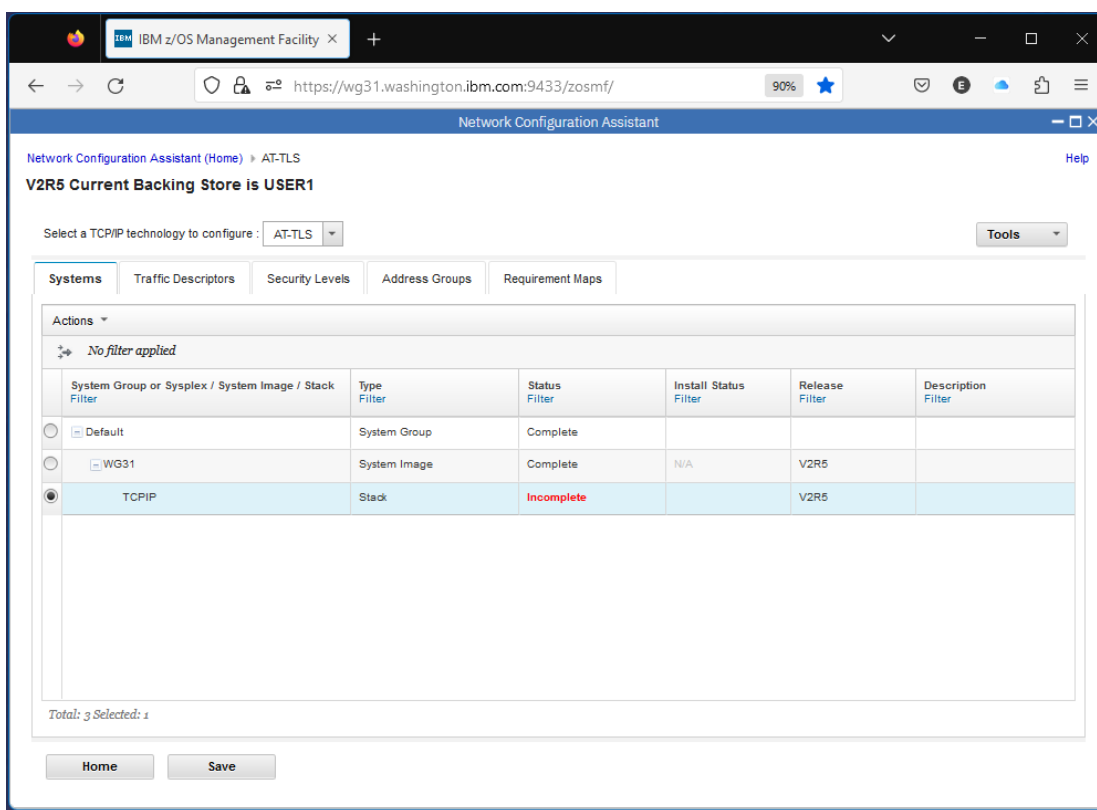 IBM IBM z/OS Management Facility
https://wg31.washington.ibm.com:9433/zosmf/ 90% E
Network Configuration Assistant
Network Configuration Assistant (Home) AT-TLS Help
V2R5 Current Backing Store is USER1
Select a TCP/IP technology to configure : AT-TLS Tools
Systems Traffic Descriptors Security Levels Address Groups Requirement Maps
Actions
No filter applied
System Group or Sysplex / System Image / Stack Type Status Install Status Release Description
Filter Filter Filter Filter Filter Filter
Default System Group Complete
WG31 System Image Complete N/A V2R5
TCPIP Stack Incomplete V2R5
Total: 3 Selected: 1
Home Save